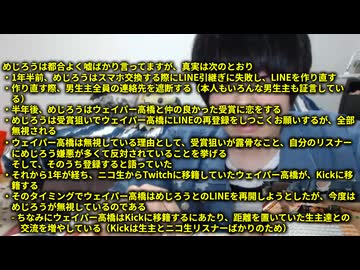 めじろうは都合よく嘘ばかり言ってますが、真実は次のとおり
・1年半前、めじろうはスマホ交換する際にLINE引継ぎに失敗し、LINEを作り直す
・作り直す際、男生主全員の連絡先を遮断する（本人もいろんな男生主も証言している）
・半年後、めじろうはウェイバー高橋と仲の良かった受賞に恋をする
・めじろうは受賞狙いでウェイバー高橋にLINEの再登録をしつこくお願いするが、全部無視される
・ウェイバー高橋は無視している理由として、受賞狙いが露骨なこと、自分のリスナーにめじろう嫌悪が多くて反対されていることを挙げる
そして、そのうち登録すると語っていた
・それから1年が経ち、ニコ生からTwitchに移籍していたウェイバー高橋が、Kickに移籍する
・そのタイミングでウェイバー高橋はめじろうとのLINEを再開しようとしたが、今度はめじろうが無視しているのである
・ちなみにウェイバー高橋はKickに移籍するにあたり、距離を置いていた生主達との交流を増やしている（Kickは生主とニコ生リスナーばかりのため）